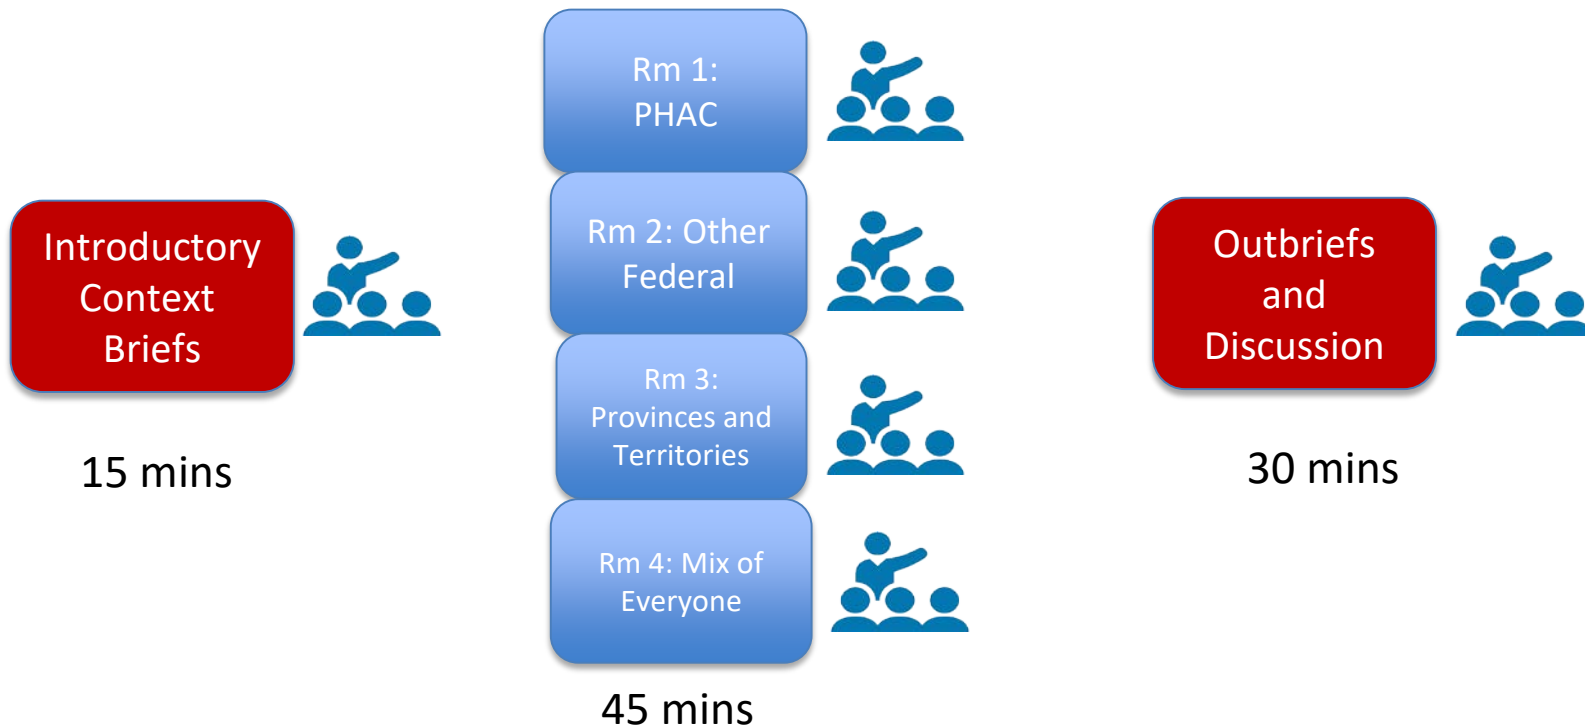 Introductory
Context
Briefs
15 mins
Rm 1:
PHAC
Rm 2: Other
Federal
Rm 3:
Provinces and
Territories
Rm 4: Mix of
Everyone
45 mins
Outbriefs
and
Discussion
30 mins